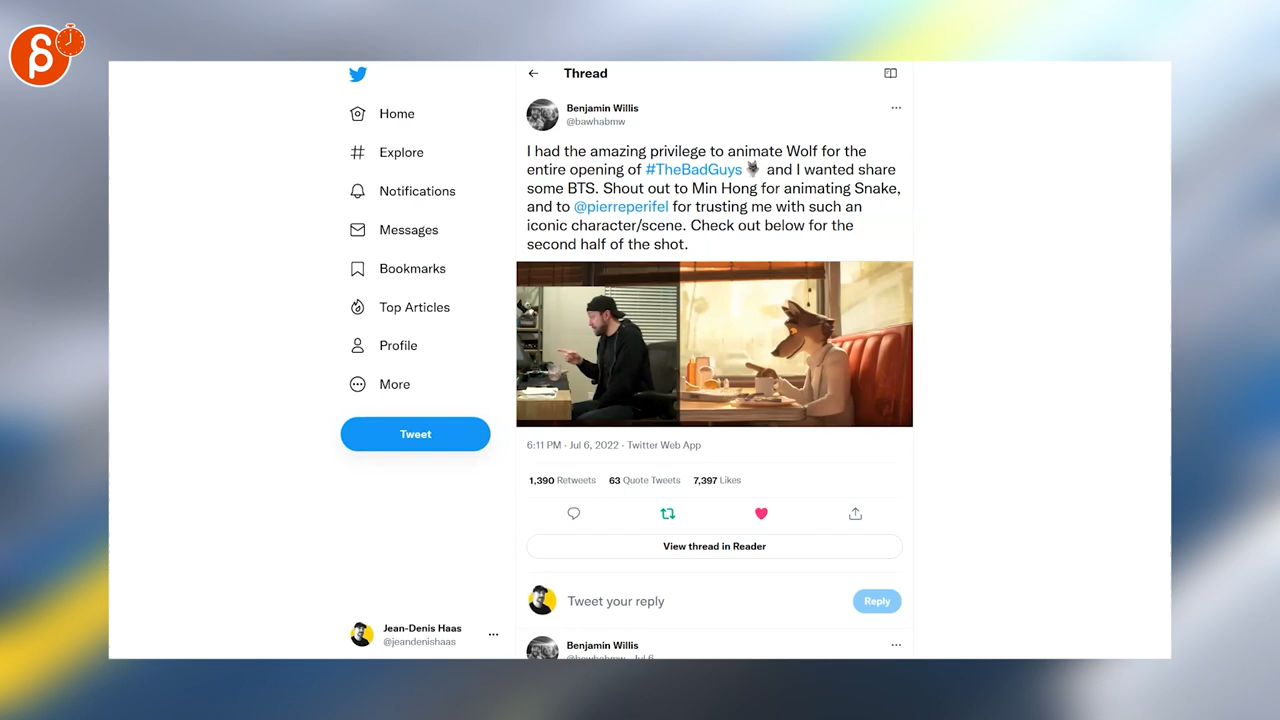 Thread
Benjamin Willis
@bawhabmw
Home
Explore
Notifications
Messages
Bookmarks
Top Articles
Profile
More
Tweet
I had the amazing privilege to animate Wolf for the
entire opening of #TheBadGuys and I wanted share
some BTS. Shout out to Min Hong for animating Snake,
and to @pierreperifel for trusting me with such an
iconic character/scene. Check out below for the
second half of the shot.
6:11 PM · Jul 6, 2022 · Twitter Web App
1,390 Retweets 63 Quote Tweets 7,397 Likes
View thread in Reader
Tweet your reply
Reply
Jean-Denis Haas
@jeandenishaas
Benjamin Willis
@bawhabmw · Jul 6